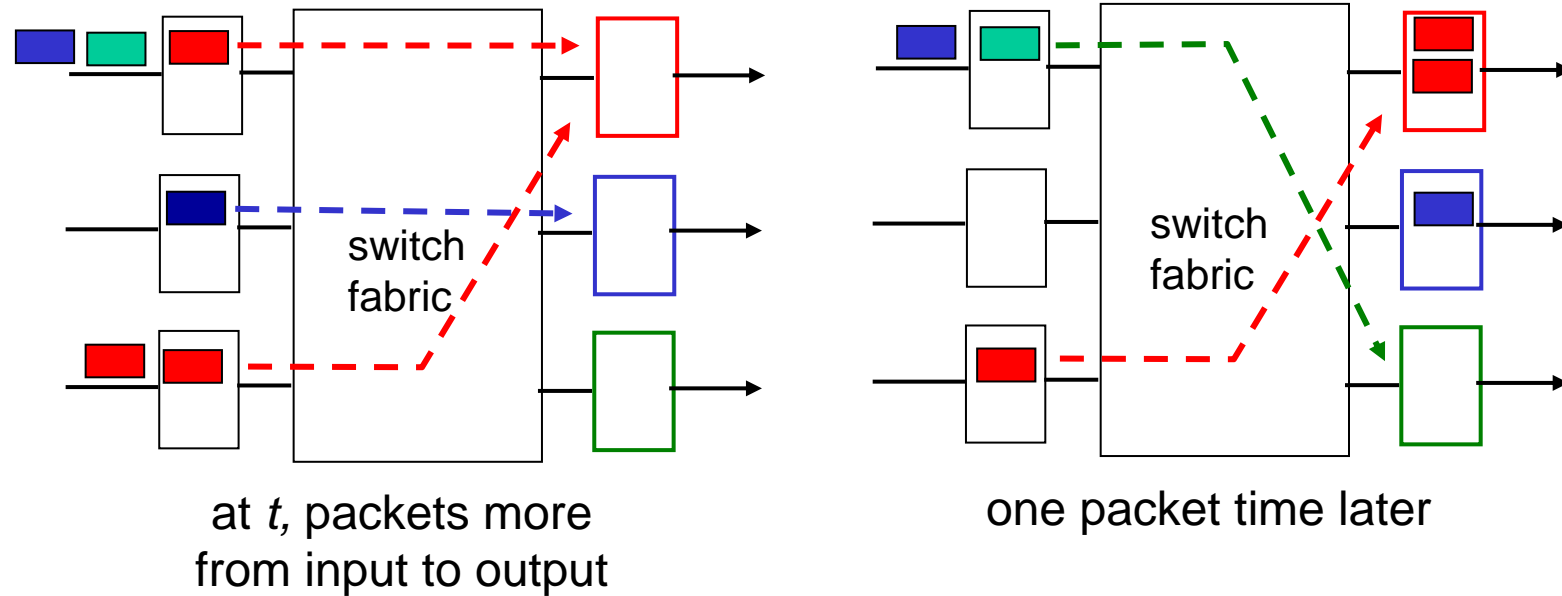 switch
fabric
at t, packets more
from input to output
switch
fabric
one packet time later